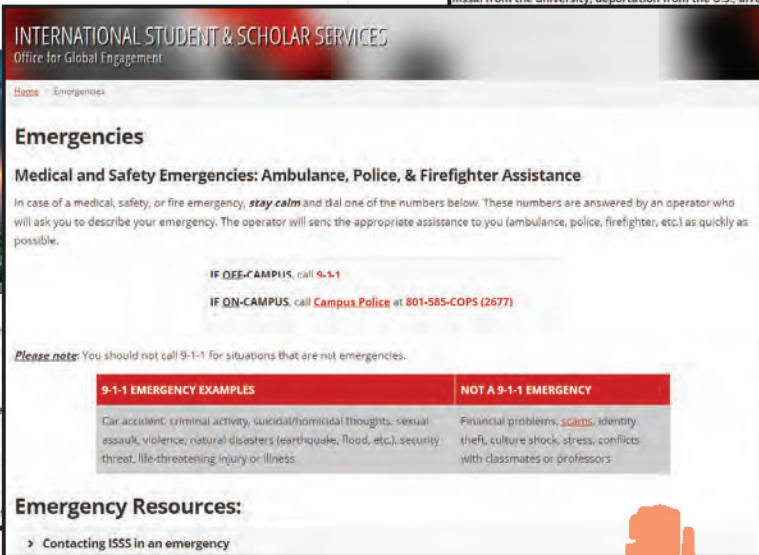 missal from the university, deportation from the U.S., arre
INTERNATIONAL STUDENT & SCHOLAR SERVICES
Office for Global Engagement
Home Emergencies
Emergencies
Medical and Safety Emergencies: Ambulance, Police, & Firefighter Assistance
In case of a medical, safety, or fire emergency, stay calm and dial one of the numbers below. These numbers are answered by an operator who
will ask you to describe your emergency. The operator will send the appropriate assistance to you (ambulance, police, firefighter, etc.) as quickly as
possible.
IF OFF-CAMPUS, call 9-1-1
IF ON-CAMPUS, call Campus Police at 801-585-COPS (2677)
Please note: You should not call 9-1-1 for situations that are not emergencies.
9-1-1 EMERGENCY EXAMPLES NOT A 9-1-1 EMERGENCY
Car accident, criminal activity, suicidal/homicidal thoughts, sexual Financial problems, scams, identity
assault, violence, natural disasters (earthquake, flood, etc.), security theft, culture shock, stress, conflicts
threat, life-threatening injury or illness with classmates or professors
Emergency Resources:
> Contacting ISSS in an emergency